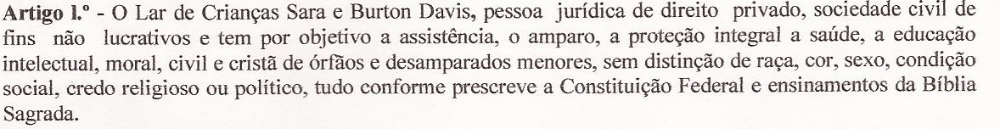 Artigo 1.º - O Lar de Crianças Sara e Burton Davis, pessoa jurídica de direito privado, sociedade civil de
fins não lucrativos e tem por objetivo a assistência, o amparo, a proteção integral a saúde, a educação
intelectual, moral, civil e cristã de órfãos e desamparados menores, sem distinção de raça, cor, sexo, condição
social, credo religioso ou político, tudo conforme prescreve a Constituição Federal e ensinamentos da Bíblia
Sagrada.